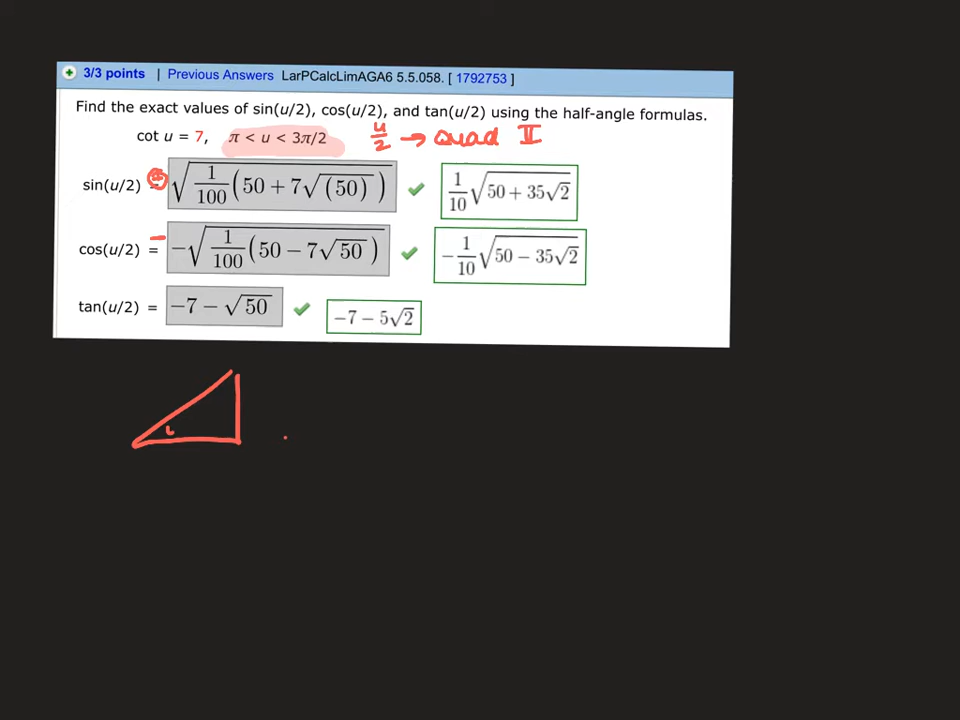 3/3 points | Previous Answers LarPCalcLimAGA6 5.5.058. [ 1792753 ]
Find the exact values of sin(u/2), cos(u/2), and tan(u/2) using the half-angle formulas.
cot u = 7, π < u < 3π/2 u/2 → Quad II
sin(u/2) = √(1/100(50 + 7√(50))) 1/10 √(50 + 35√2)
cos(u/2) = −√(1/100(50 − 7√50)) −1/10 √(50 − 35√2)
tan(u/2) = −7 − √50 −7 − 5√2